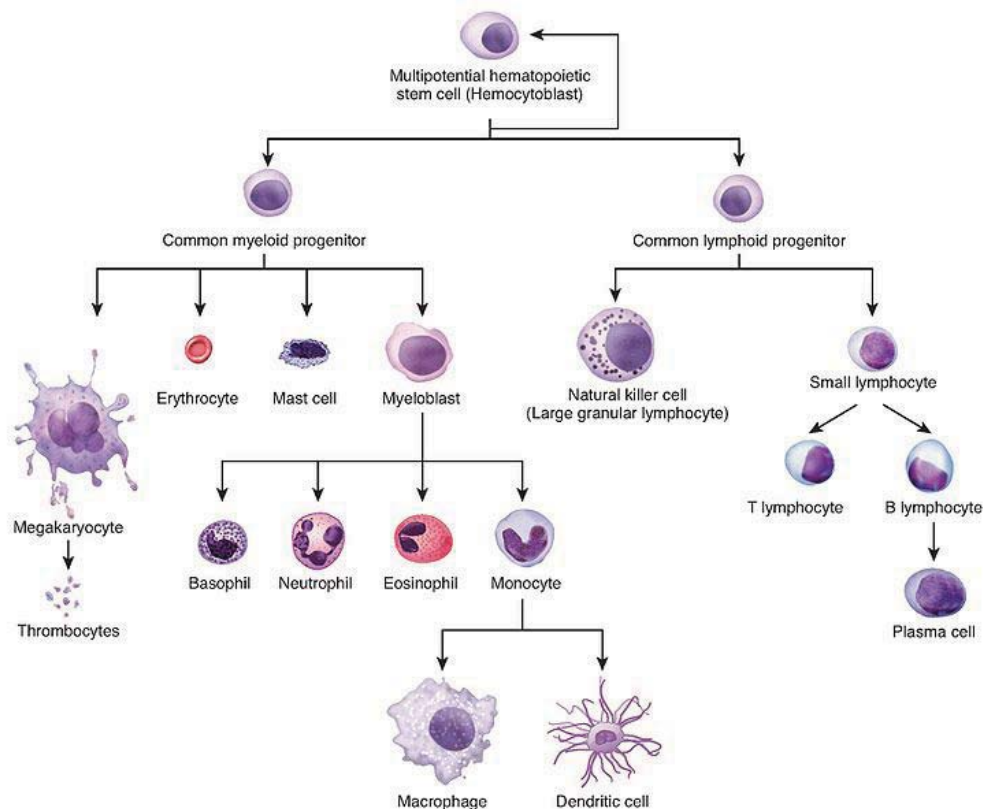 Multipotential hematopoietic
stem cell (Hemocytoblast)
Common myeloid progenitor
Common lymphoid progenitor
Erythrocyte
Mast cell
Myeloblast
Natural killer cell
(Large granular lymphocyte)
Small lymphocyte
Megakaryocyte
T lymphocyte
B lymphocyte
Basophil
Neutrophil
Eosinophil
Monocyte
Thrombocytes
Plasma cell
Macrophage
Dendritic cell